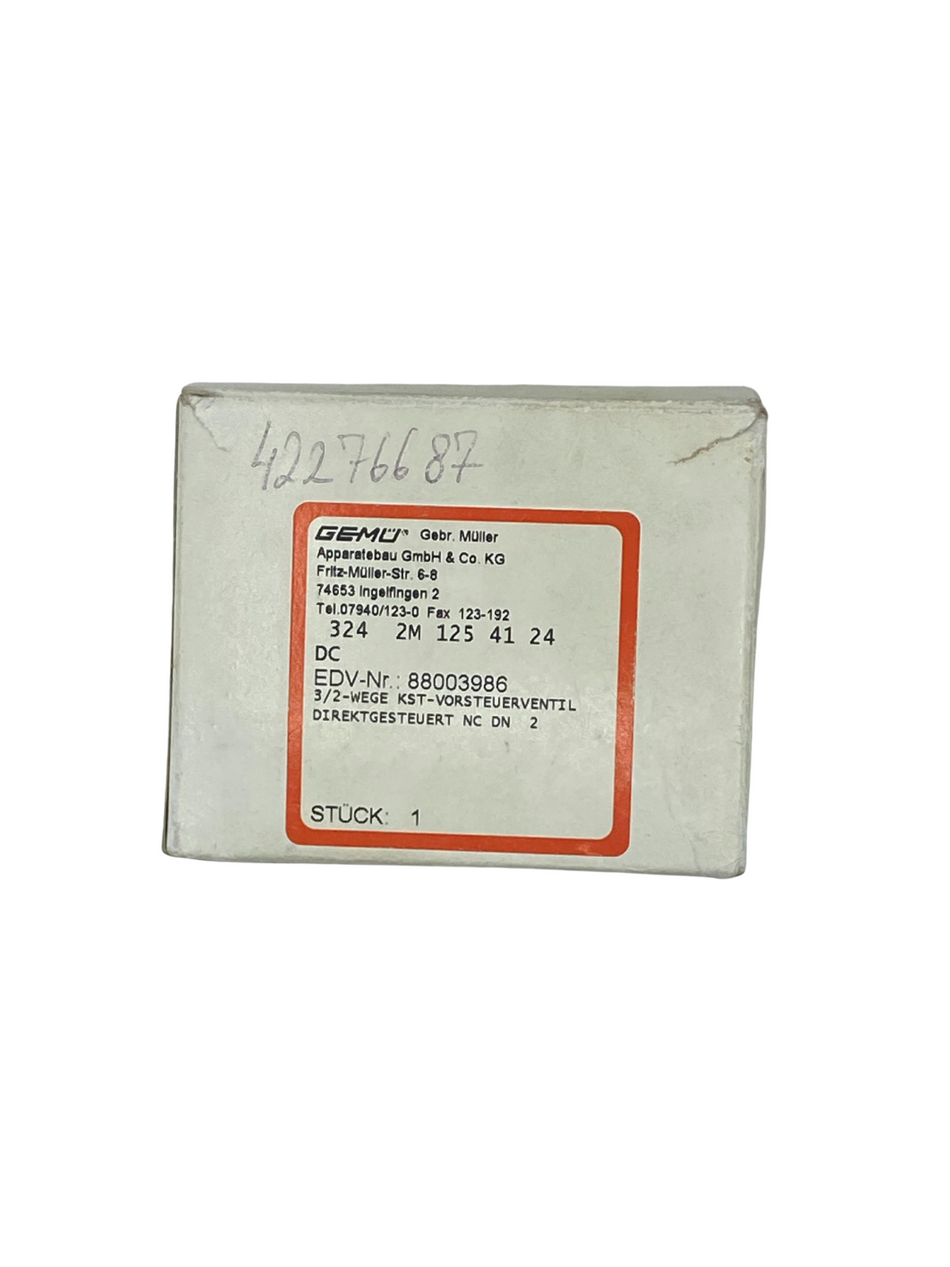 42276687
GEMÜ Gebr. Müller
Apparatebau GmbH & Co. KG
Fritz-Müller-Str. 6-8
74653 Ingelfingen 2
Tel.07940/123-0 Fax 123-192
324 2M 125 41 24
DC
EDV-Nr.: 88003986
3/2-WEGE KST-VORSTEUERVENTIL
DIREKTGESTEUERT NC DN 2
STÜCK: 1